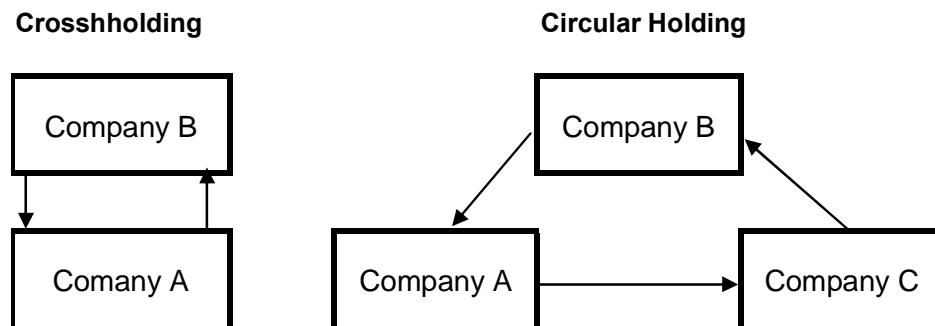 Crosshholding
Circular Holding
Company B
Company B
Comany A
Company A
Company C